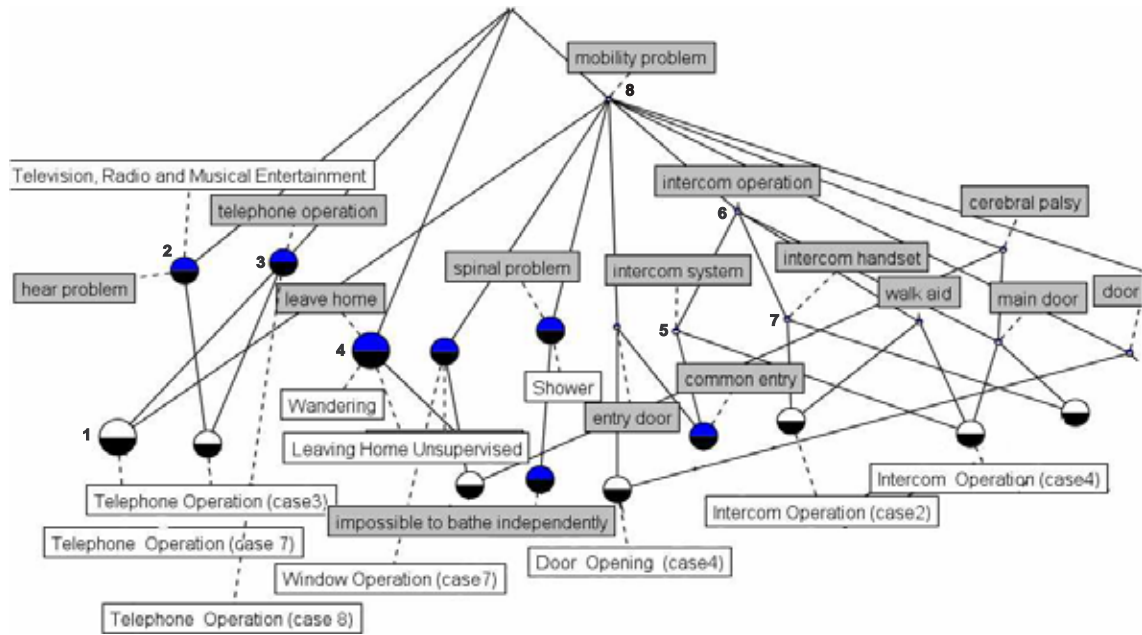 mobility problem
8
Television, Radio and Musical Entertainment
intercom operation
telephone operation
cerebral palsy
6
2
3
intercom handset
hear problem
spinal problem
intercom system
leave home
walk aid
main door
door
7
5
4
Shower
common entry
Wandering
entry door
1
Leaving Home Unsupervised
Telephone Operation (case3)
Intercom Operation (case4)
Intercom Operation (case2)
impossible to bathe independently
Telephone Operation (case 7)
Door Opening (case4)
Window Operation (case7)
Telephone Operation (case 8)